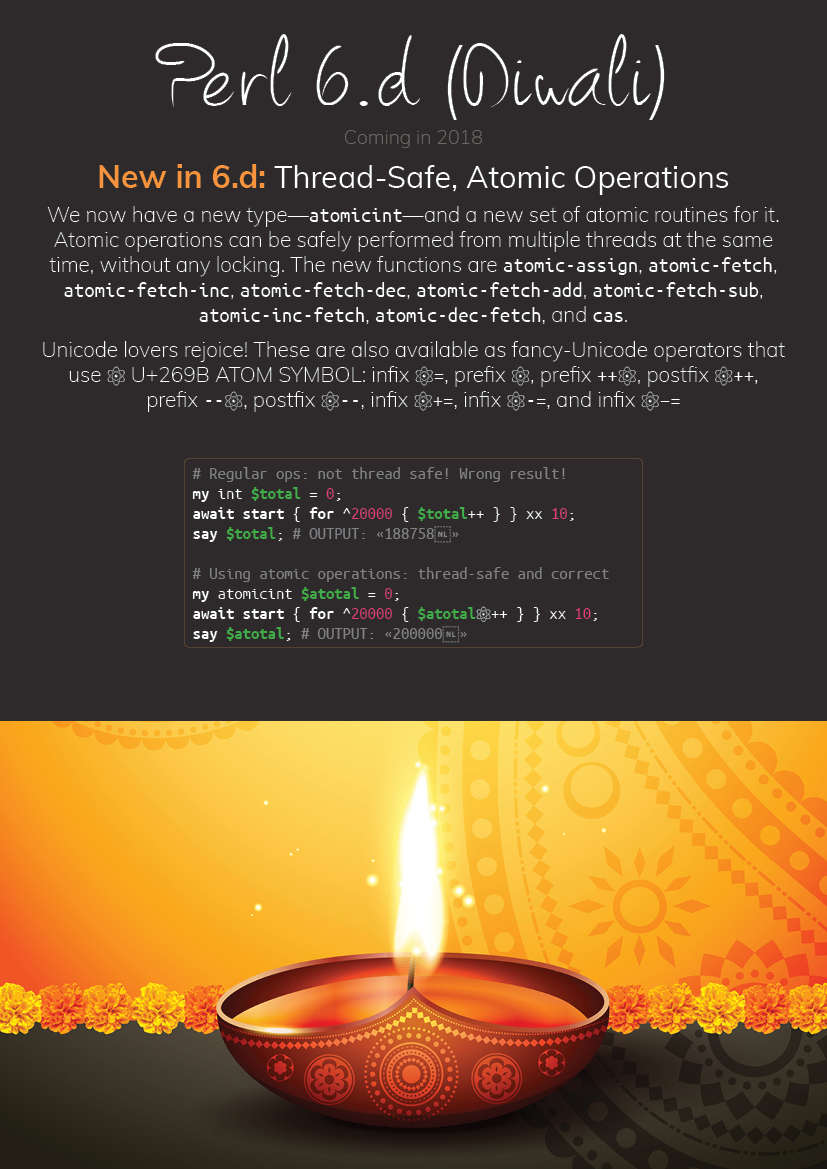 Perl 6.d (Diwali)
Coming in 2018
New in 6.d: Thread-Safe, Atomic Operations
We now have a new type—atomicint—and a new set of atomic routines for it.
Atomic operations can be safely performed from multiple threads at the same
time, without any locking. The new functions are atomic-assign, atomic-fetch,
atomic-fetch-inc, atomic-fetch-dec, atomic-fetch-add, atomic-fetch-sub,
atomic-inc-fetch, atomic-dec-fetch, and cas.
Unicode lovers rejoice! These are also available as fancy-Unicode operators that
use ⚛ U+269B ATOM SYMBOL: infix ⚛=, prefix ⚛, prefix ++⚛, postfix ⚛++,
prefix --⚛, postfix ⚛--, infix ⚛+=, infix ⚛-=, and infix ⚛−=
# Regular ops: not thread safe! Wrong result!
my int $total = 0;
await start { for ^20000 { $total++ } } xx 10;
say $total; # OUTPUT: «188758␤»
# Using atomic operations: thread-safe and correct
my atomicint $atotal = 0;
await start { for ^20000 { $atotal⚛++ } } xx 10;
say $atotal; # OUTPUT: «200000␤»